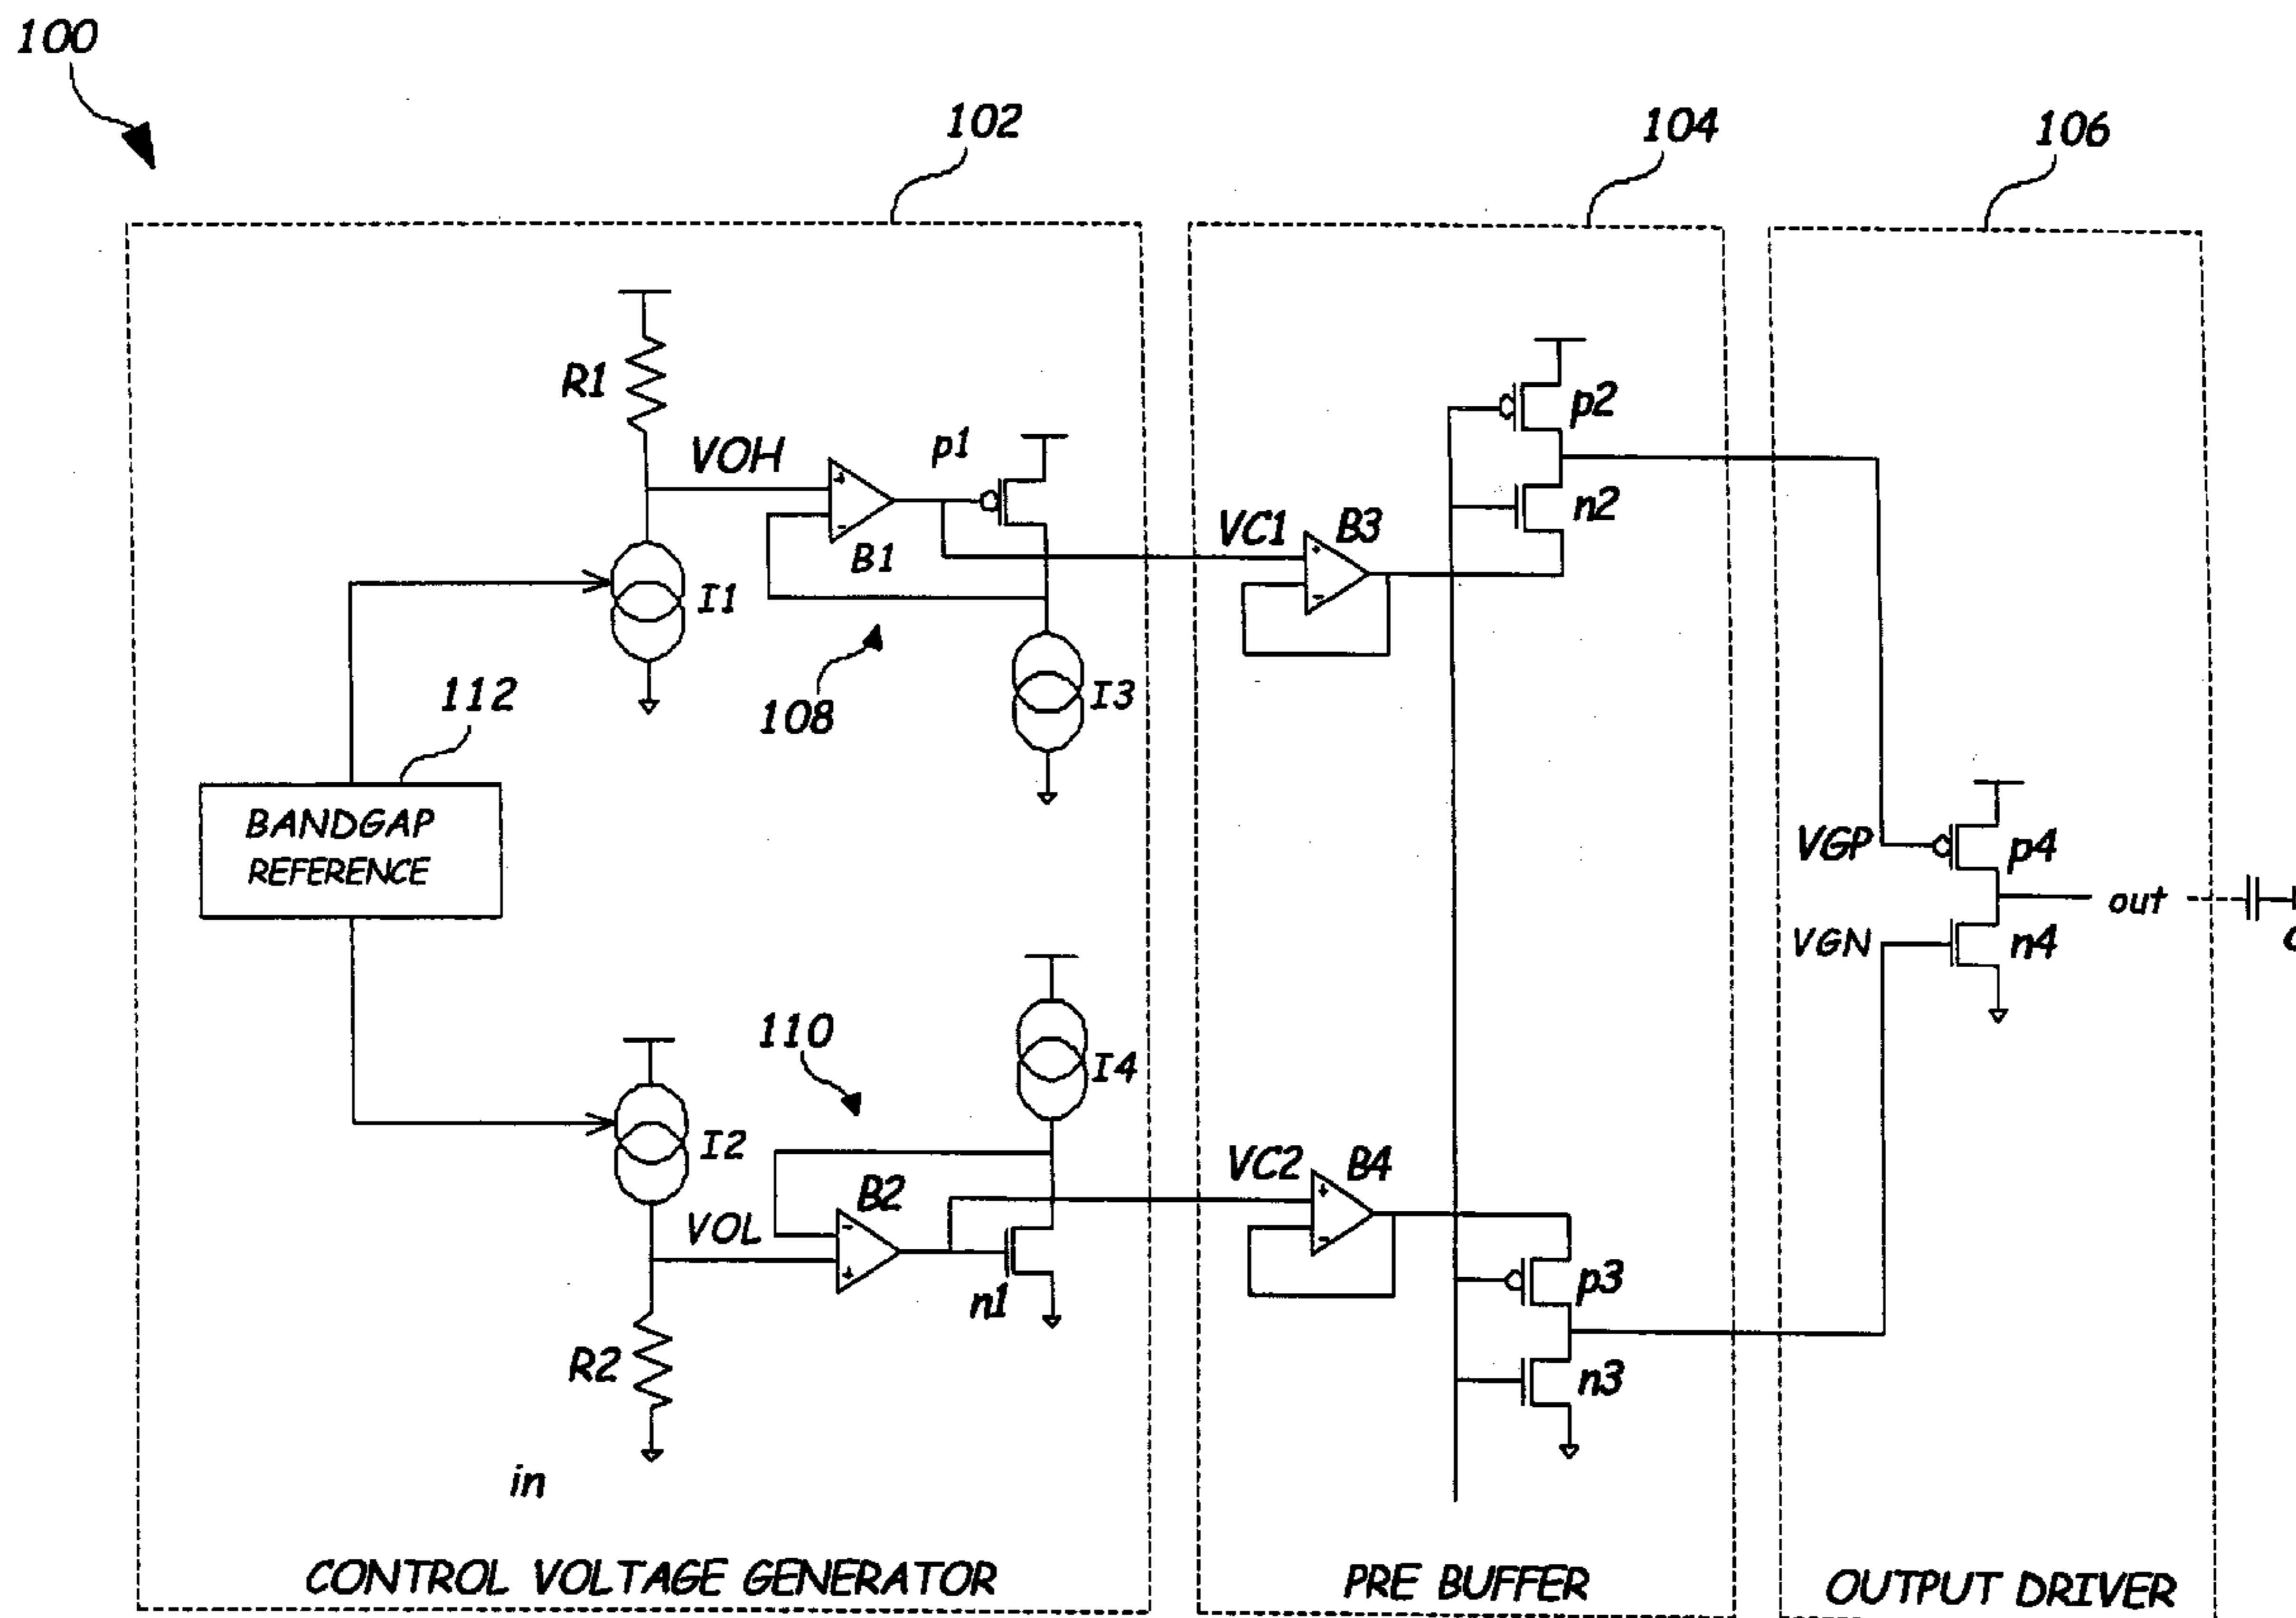 100
102
104
106
R1
VOH
+
-
B1
p1
I1
108
I3
112
BANDGAP
REFERENCE
110
I4
I2
VOL
B2
-
+
n1
R2
in
CONTROL VOLTAGE GENERATOR
VC1
B3
+
-
p2
n2
VC2
B4
+
-
p3
n3
PRE BUFFER
VGP
p4
out
VGN
n4
OUTPUT DRIVER